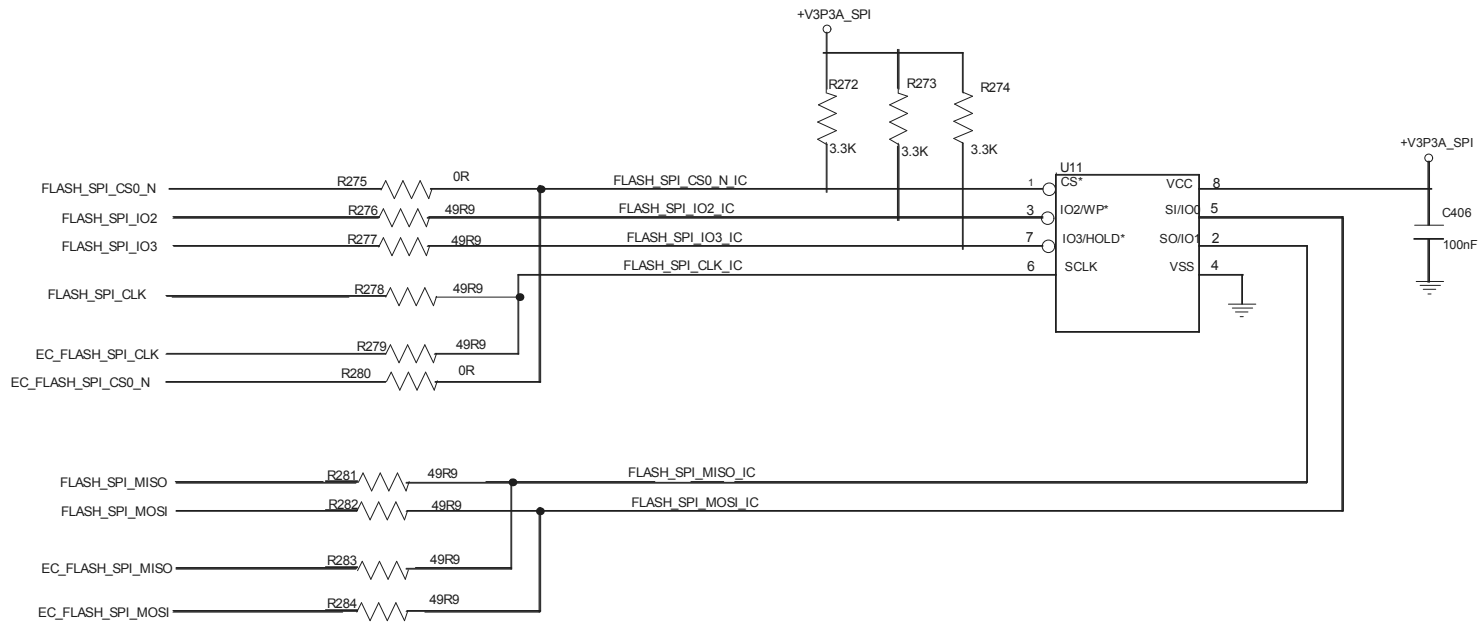 +V3P3A_SPI
R272
R273
R274
3.3K
3.3K
3.3K
+V3P3A_SPI
U11
FLASH_SPI_CS0_N
R275
0R
FLASH_SPI_CS0_N_IC
1
CS*
VCC
8
FLASH_SPI_IO2
R276
49R9
FLASH_SPI_IO2_IC
3
IO2/WP*
SI/IO0
5
C406
100nF
FLASH_SPI_IO3
R277
49R9
FLASH_SPI_IO3_IC
7
IO3/HOLD*
SO/IO1
2
FLASH_SPI_CLK_IC
6
SCLK
VSS
4
FLASH_SPI_CLK
R278
49R9
EC_FLASH_SPI_CLK
R279
49R9
EC_FLASH_SPI_CS0_N
R280
0R
FLASH_SPI_MISO
R281
49R9
FLASH_SPI_MISO_IC
FLASH_SPI_MOSI
R282
49R9
FLASH_SPI_MOSI_IC
EC_FLASH_SPI_MISO
R283
49R9
EC_FLASH_SPI_MOSI
R284
49R9